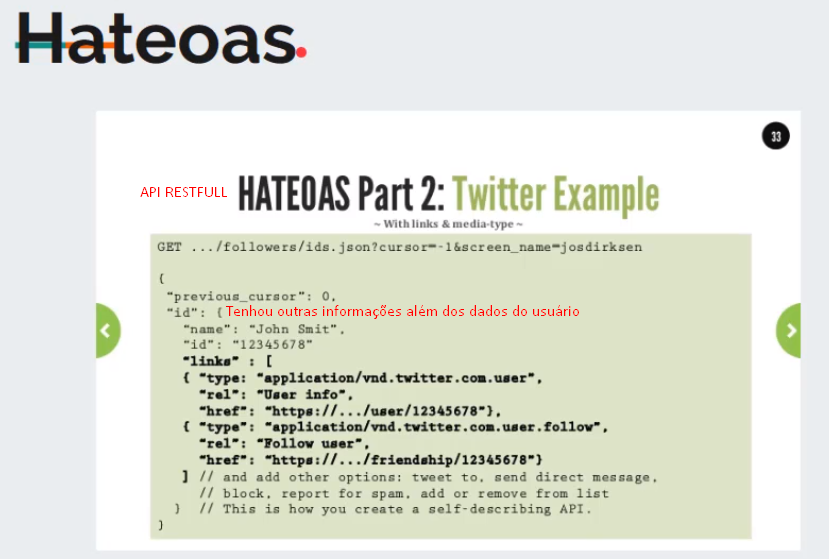 Hateoas.
33
API RESTFULL HATEOAS Part 2: Twitter Example
~ With links & media-type ~
GET .../followers/ids.json?cursor=-1&screen_name=josdirksen
{
"previous_cursor": 0,
"id": { Tenhou outras informações além dos dados do usuário
"name": "John Smit",
"id": "12345678"
"links" : [
{ "type: "application/vnd.twitter.com.user",
"rel": "User info",
"href": "https://.../user/12345678"},
{ "type": "application/vnd.twitter.com.user.follow",
"rel": "Follow user",
"href": "https://.../friendship/12345678"}
] // and add other options: tweet to, send direct message,
// block, report for spam, add or remove from list
} // This is how you create a self-describing API.
}